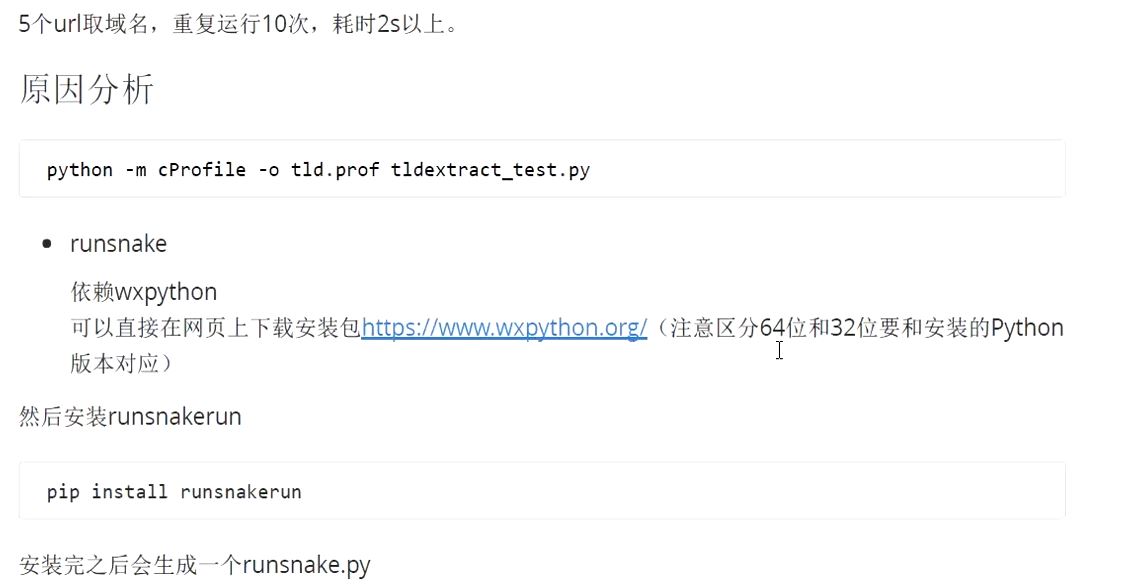 5个url取域名，重复运行10次，耗时2s以上。
原因分析
python -m cProfile -o tld.prof tldextract_test.py
runsnake
依赖wxpython
可以直接在网页上下载安装包https://www.wxpython.org/（注意区分64位和32位要和安装的Python
版本对应）
然后安装runsnakerun
pip install runsnakerun
安装完之后会生成一个runsnake.py